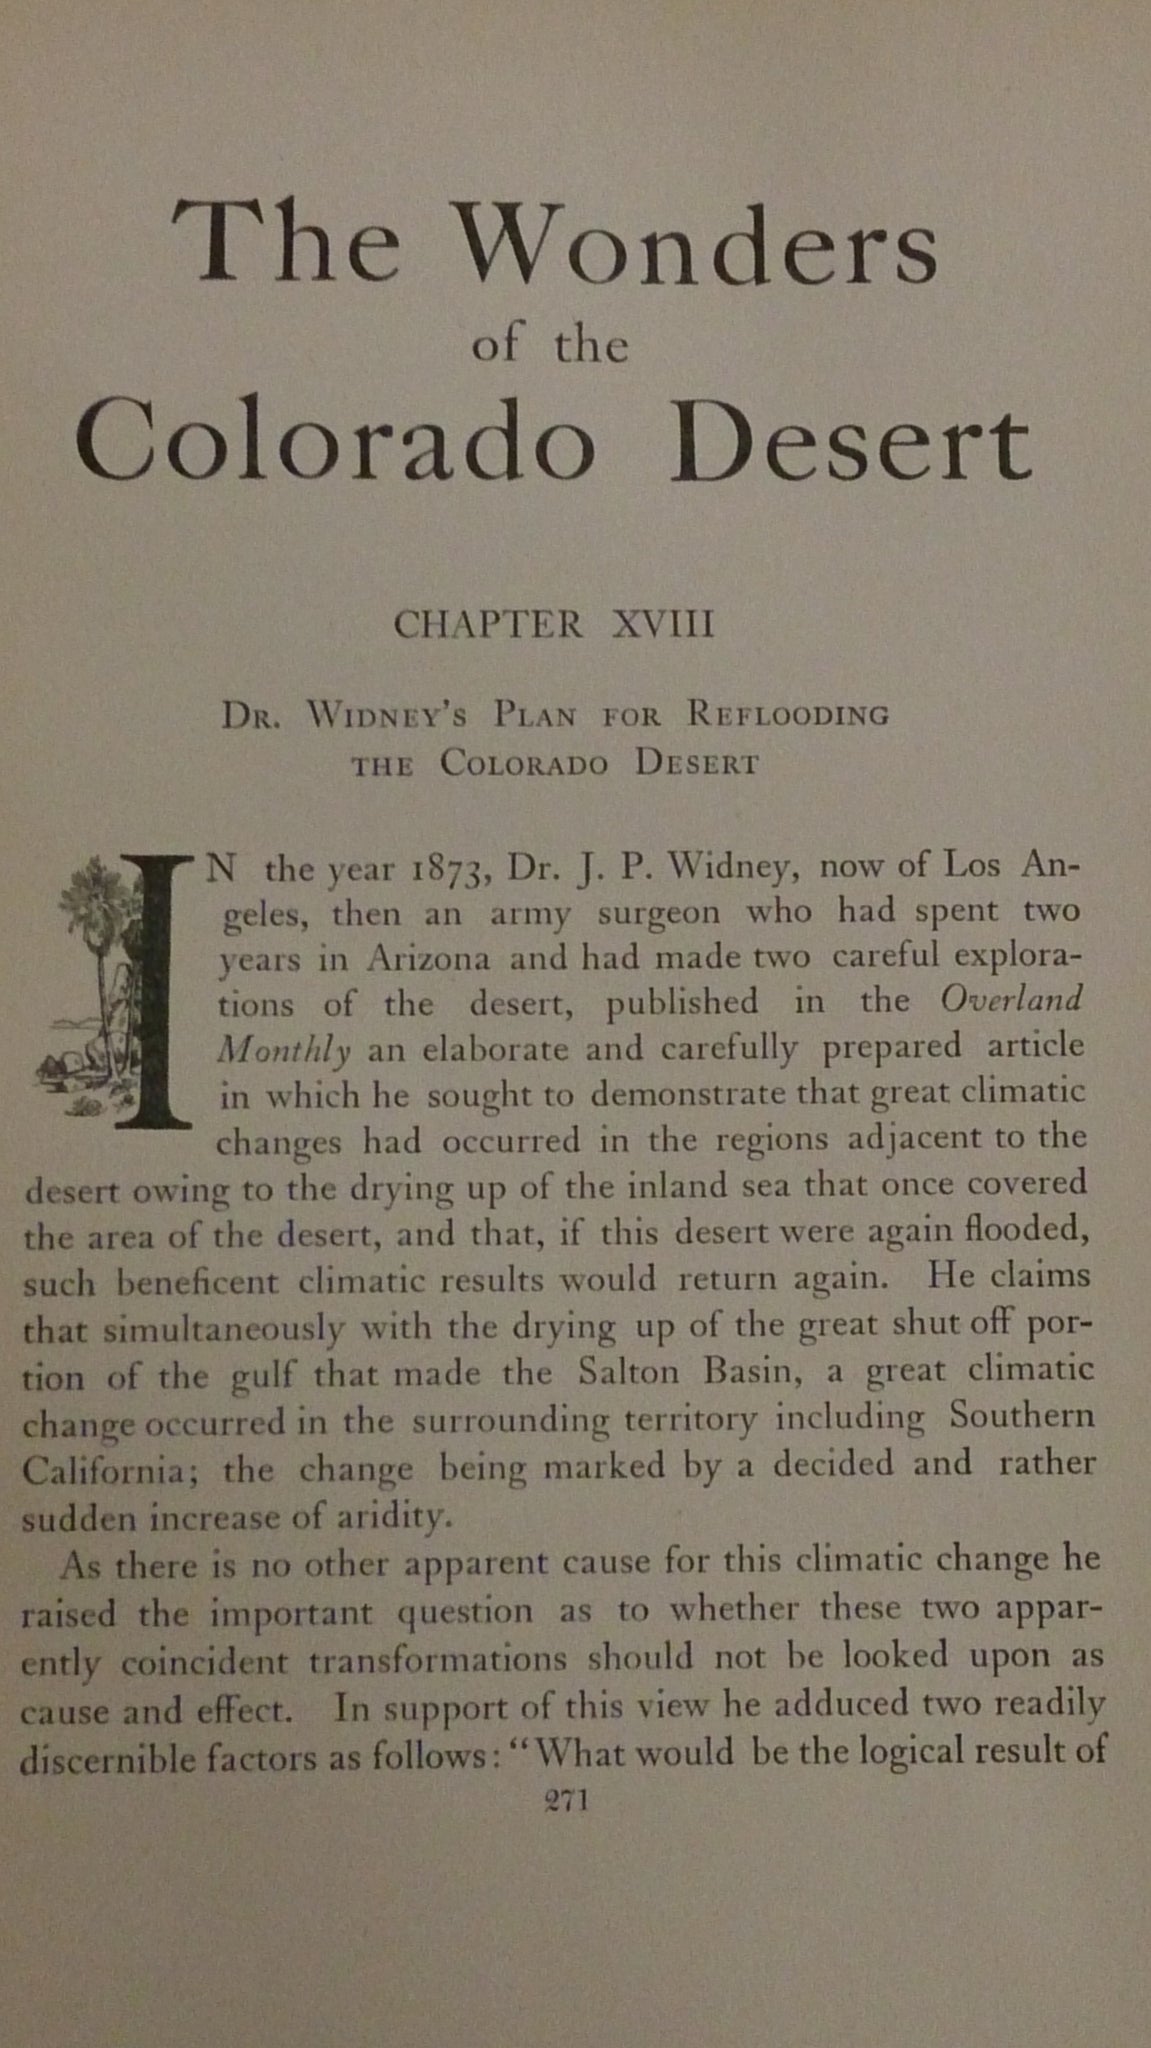 The Wonders
of the
Colorado Desert
CHAPTER XVIII
DR. WIDNEY'S PLAN FOR REFLOODING
THE COLORADO DESERT
IN the year 1873, Dr. J. P. Widney, now of Los An-
geles, then an army surgeon who had spent two
years in Arizona and had made two careful explora-
tions of the desert, published in the Overland
Monthly an elaborate and carefully prepared article
in which he sought to demonstrate that great climatic
changes had occurred in the regions adjacent to the
desert owing to the drying up of the inland sea that once covered
the area of the desert, and that, if this desert were again flooded,
such beneficent climatic results would return again. He claims
that simultaneously with the drying up of the great shut off por-
tion of the gulf that made the Salton Basin, a great climatic
change occurred in the surrounding territory including Southern
California; the change being marked by a decided and rather
sudden increase of aridity.
As there is no other apparent cause for this climatic change he
raised the important question as to whether these two appar-
ently coincident transformations should not be looked upon as
cause and effect. In support of this view he adduced two readily
discernible factors as follows: "What would be the logical result of
271